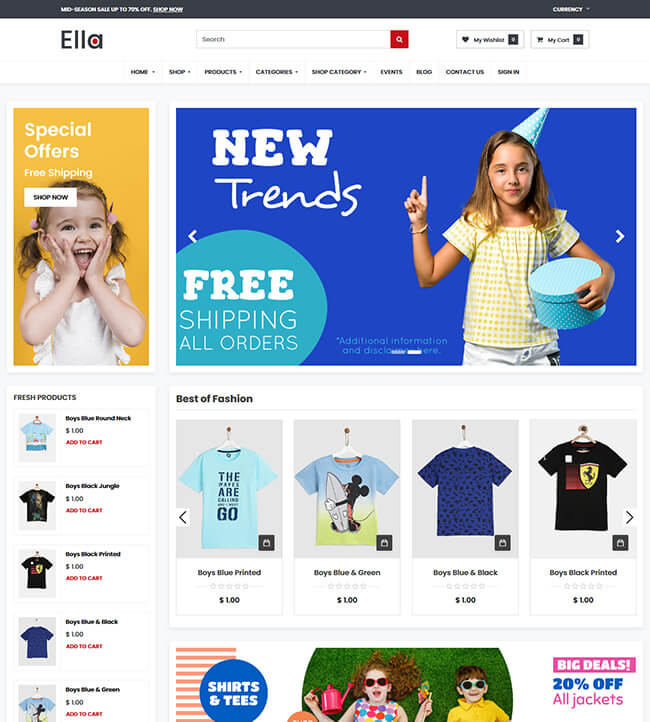 MID-SEASON SALE UP TO 70% OFF. SHOP NOW
CURRENCY
Ella
Search
My Wishlist 0
My Cart 0
HOME
SHOP
PRODUCTS
CATEGORIES
SHOP CATEGORY
EVENTS
BLOG
CONTACT US
SIGN IN
Special
Offers
Free Shipping
SHOP NOW
NEW
Trends
FREE
SHIPPING
ALL ORDERS
*Additional information
and here.
FRESH PRODUCTS
Boys Blue Round Neck
$ 1.00
ADD TO CART
Boys Black Jungle
$ 1.00
ADD TO CART
Boys Black Printed
$ 1.00
ADD TO CART
Boys Blue & Black
$ 1.00
ADD TO CART
Boys Blue & Green
$ 1.00
ADD TO CART
Best of Fashion
THE
WAVES
ARE
CALLING
AND I MUST
GO
Boys Blue Printed
$ 1.00
Boys Blue & Green
$ 1.00
Boys Blue & Black
$ 1.00
Boys Black Printed
$ 1.00
SHIRTS
& TEES
BIG DEALS!
20% OFF
All jackets